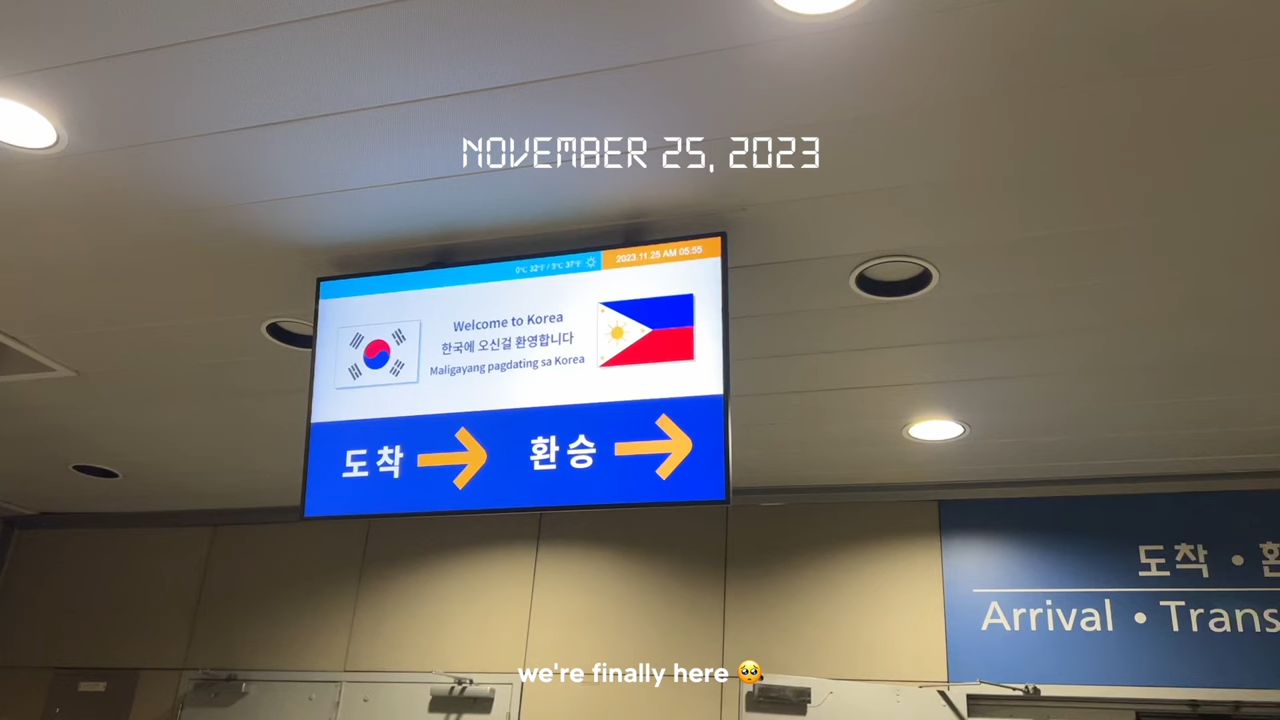 NOVEMBER 25, 2023
0℃ 32℉ / 3℃ 37℉
2023.11.25 AM 05:55
Welcome to Korea
한국에 오신걸 환영합니다
Maligayang pagdating sa Korea
도착 환승
도착 •
Arrival • Trans
we're finally here 🥺